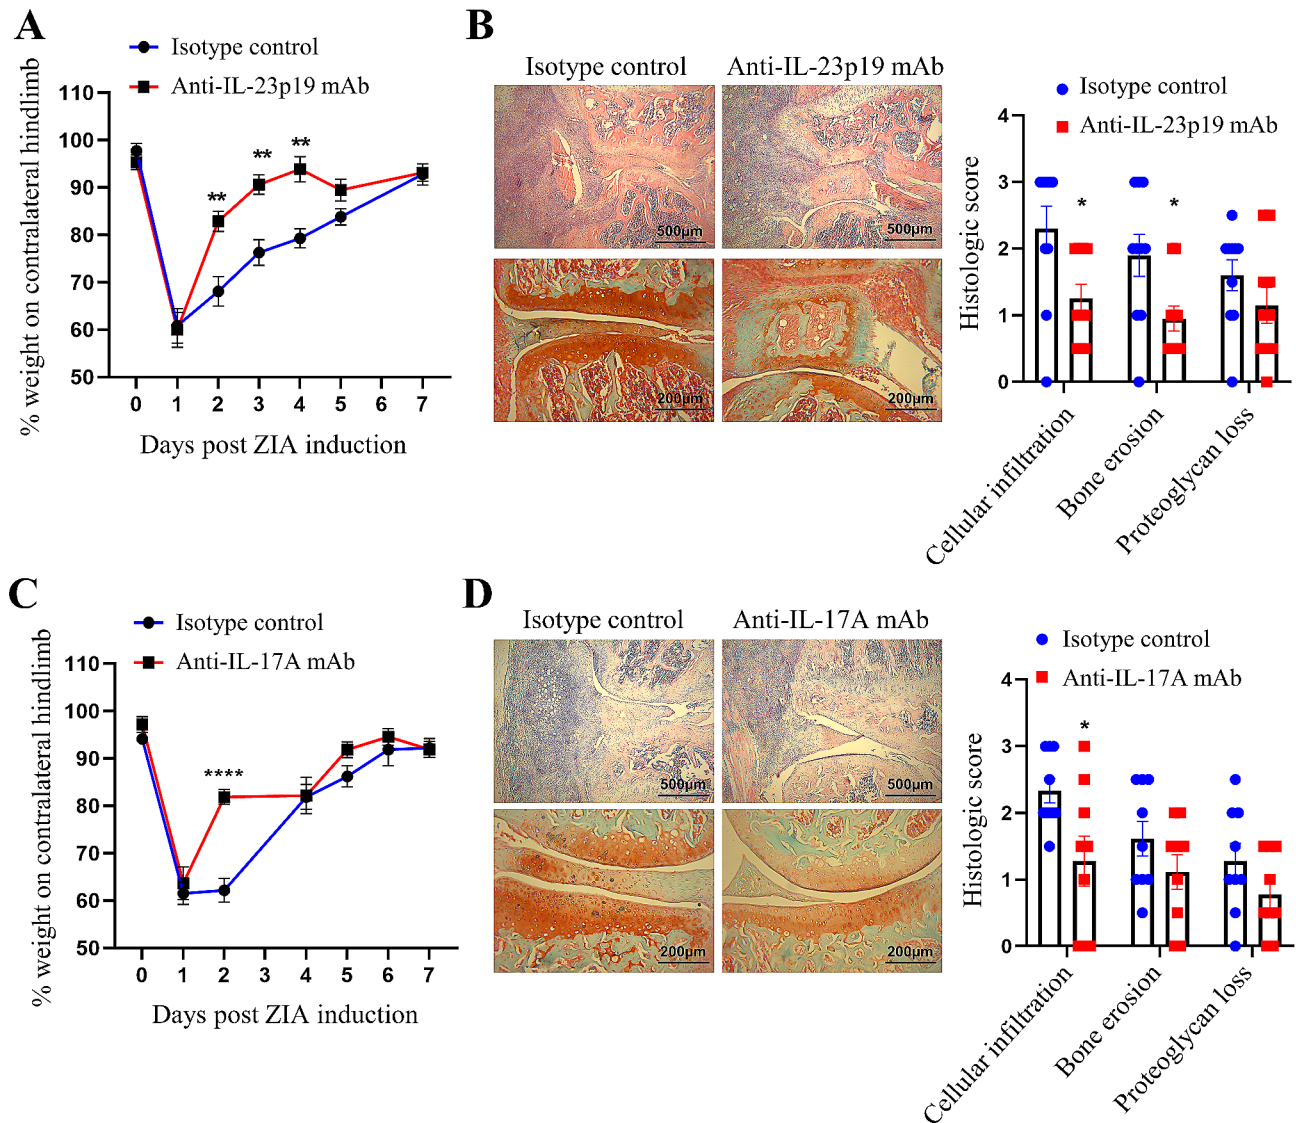 A
Isotype control
Anti-IL-23p19 mAb
% weight on contralateral hindlimb
110
100
90
80
70
60
50
**
**
**
0 1 2 3 4 5 6 7
Days post ZIA induction
B
Isotype control Anti-IL-23p19 mAb
500µm 500µm
200µm 200µm
Isotype control
Anti-IL-23p19 mAb
Histologic score
4
3
2
1
0
*
*
Cellular infiltration
Bone erosion
Proteoglycan loss
C
Isotype control
Anti-IL-17A mAb
% weight on contralateral hindlimb
110
100
90
80
70
60
50
****
0 1 2 3 4 5 6 7
Days post ZIA induction
D
Isotype control Anti-IL-17A mAb
500µm 500µm
200µm 200µm
Isotype control
Anti-IL-17A mAb
Histologic score
4
3
2
1
0
*
Cellular infiltration
Bone erosion
Proteoglycan loss